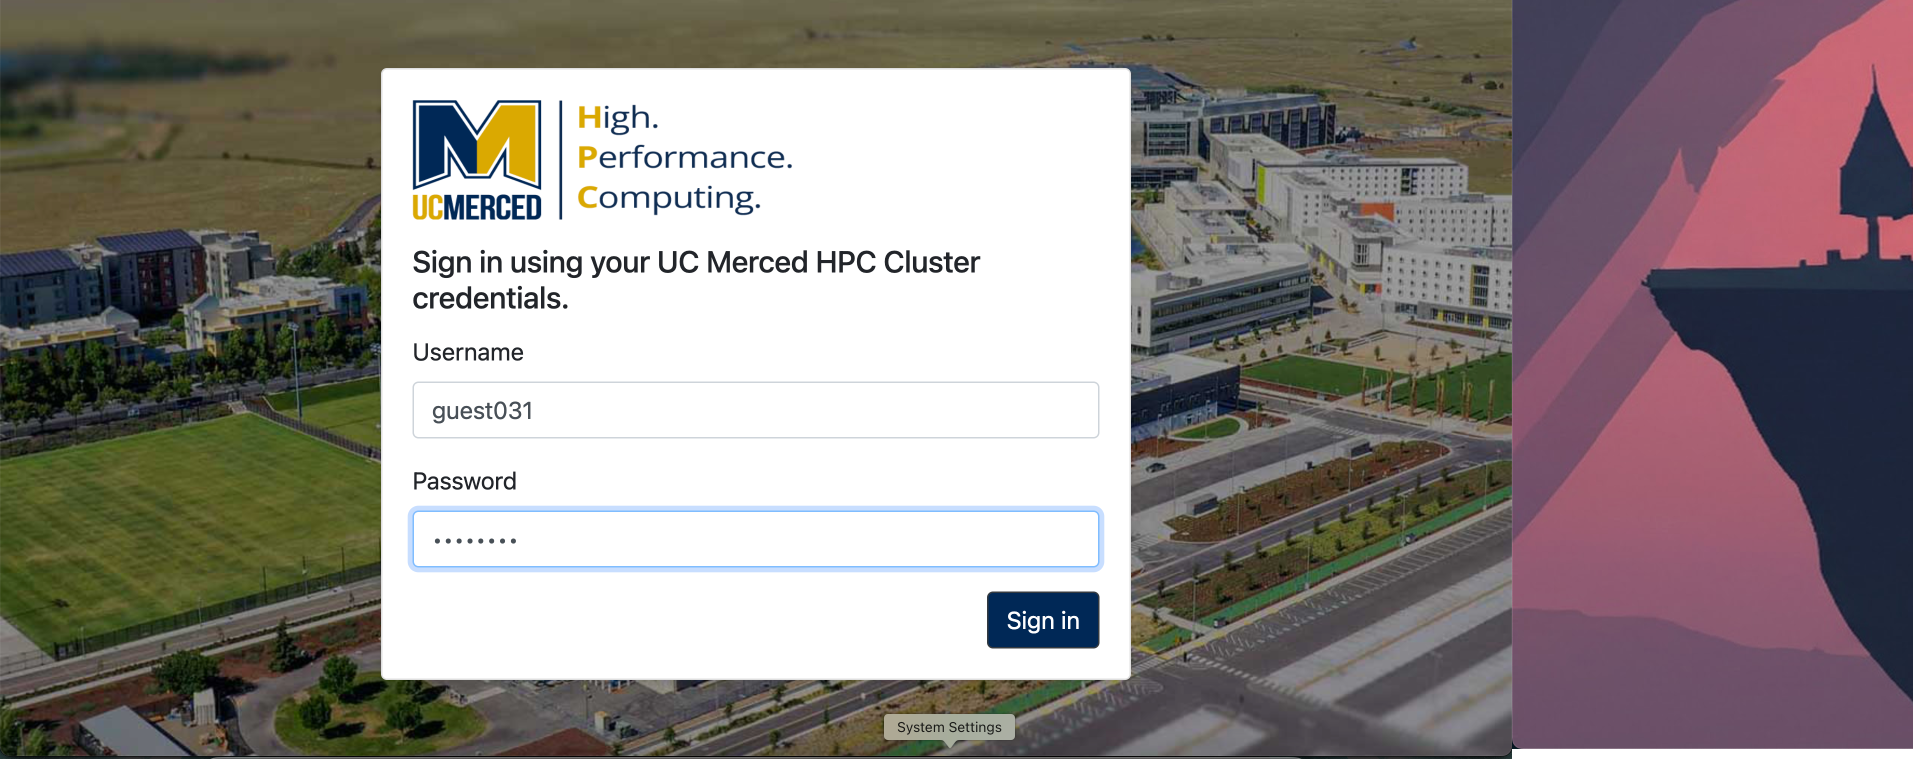 High.
Performance.
Computing.
UCMERCED
Sign in using your UC Merced HPC Cluster
credentials.
Username
guest031
Password
••••••••
Sign in
System Settings